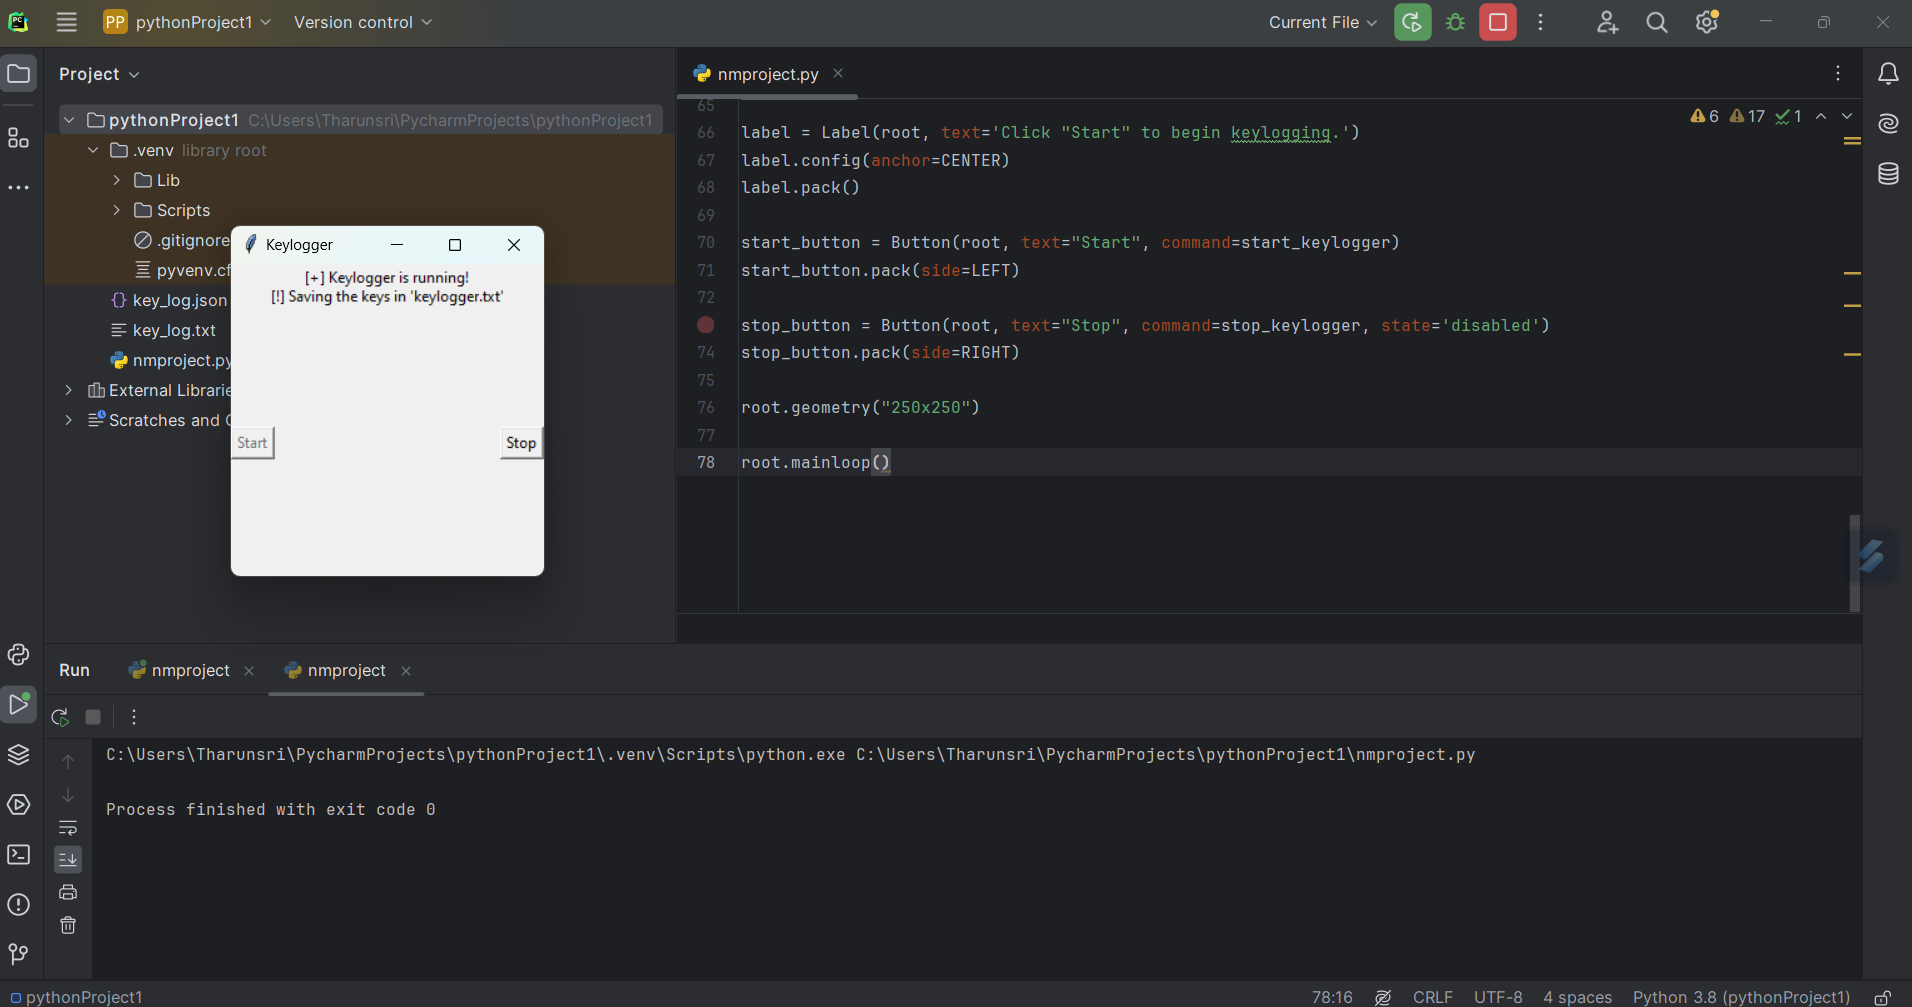 PP pythonProject1 Version control Current File
Project
pythonProject1 C:\Users\Tharunsri\PycharmProjects\pythonProject1
.venv library root
Lib
Scripts
.gitignore
pyvenv.cf
key_log.json
key_log.txt
nmproject.py
External Librarie
Scratches and C
Keylogger
[+] Keylogger is running!
[!] Saving the keys in 'keylogger.txt'
Start
Stop
nmproject.py
6 17 1
65
66 label = Label(root, text='Click "Start" to begin keylogging.')
67 label.config(anchor=CENTER)
68 label.pack()
69
70 start_button = Button(root, text="Start", command=start_keylogger)
71 start_button.pack(side=LEFT)
72
stop_button = Button(root, text="Stop", command=stop_keylogger, state='disabled')
74 stop_button.pack(side=RIGHT)
75
76 root.geometry("250x250")
77
78 root.mainloop()
Run nmproject nmproject
C:\Users\Tharunsri\PycharmProjects\pythonProject1\.venv\Scripts\python.exe C:\Users\Tharunsri\PycharmProjects\pythonProject1\nmproject.py
Process finished with exit code 0
pythonProject1 78:16 CRLF UTF-8 4 spaces Python 3.8 (pythonProject1)